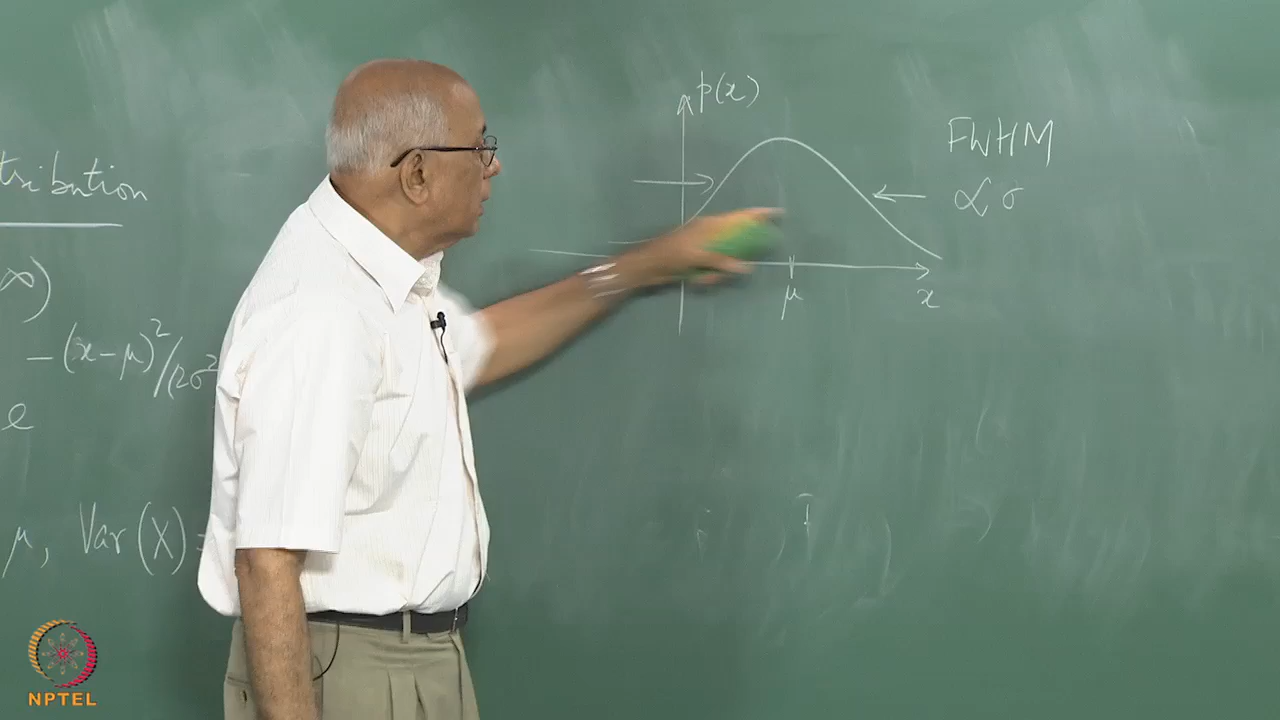 tribution
∞)
-(x-μ)²/(2σ²
e
μ, Var(X)=
p(x)
FWHM
∝ σ
μ
x
NPTEL